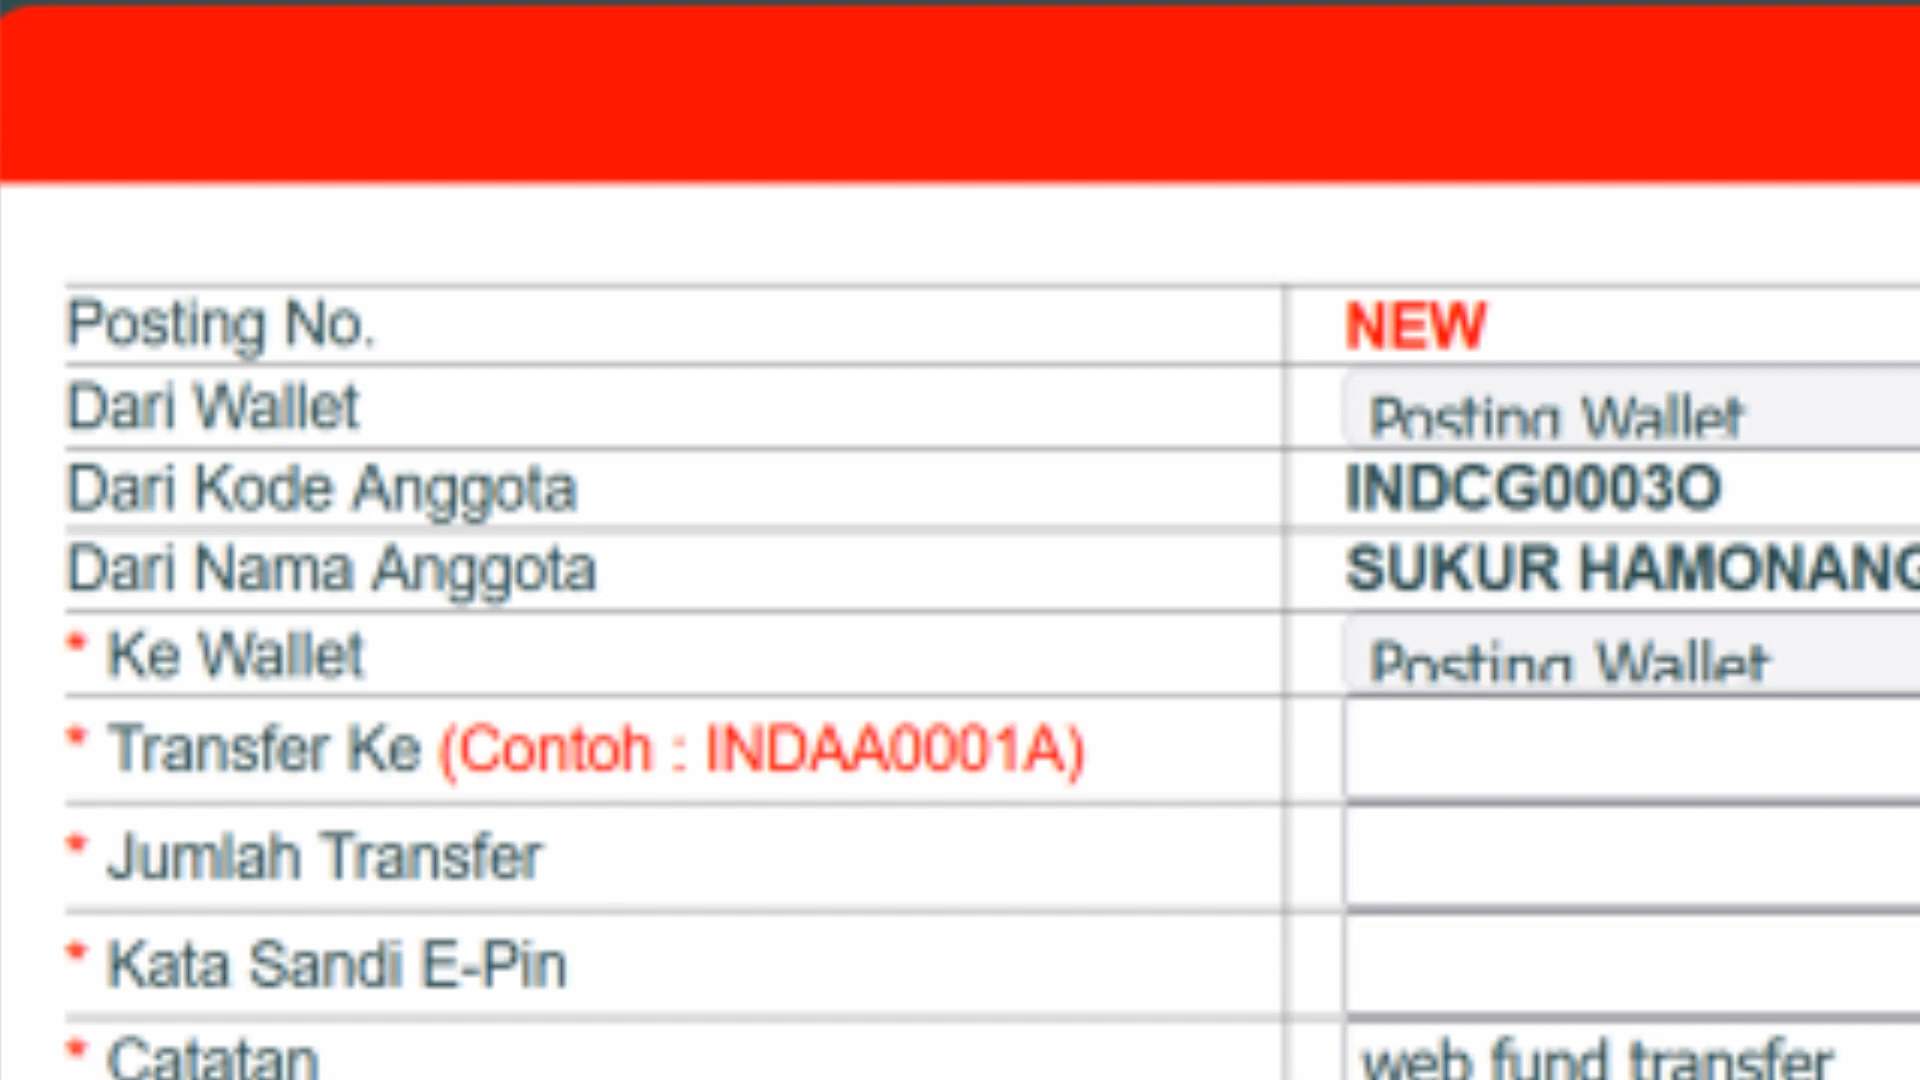 Posting No. NEW
Dari Wallet Posting Wallet
Dari Kode Anggota INDCG0003O
Dari Nama Anggota SUKUR HAMONANG
* Ke Wallet Posting Wallet
* Transfer Ke (Contoh : INDAA0001A)
* Jumlah Transfer
* Kata Sandi E-Pin
* Catatan web fund transfer